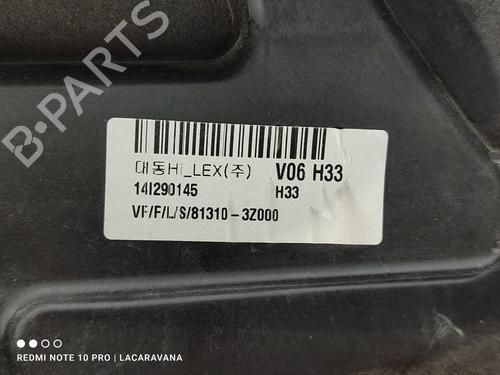 B-PARTS
대동Hi_LEX(주) V06 H33
14I290145 H33
VF/F/L/S/81310-3Z000
REDMI NOTE 10 PRO | LACARAVANA